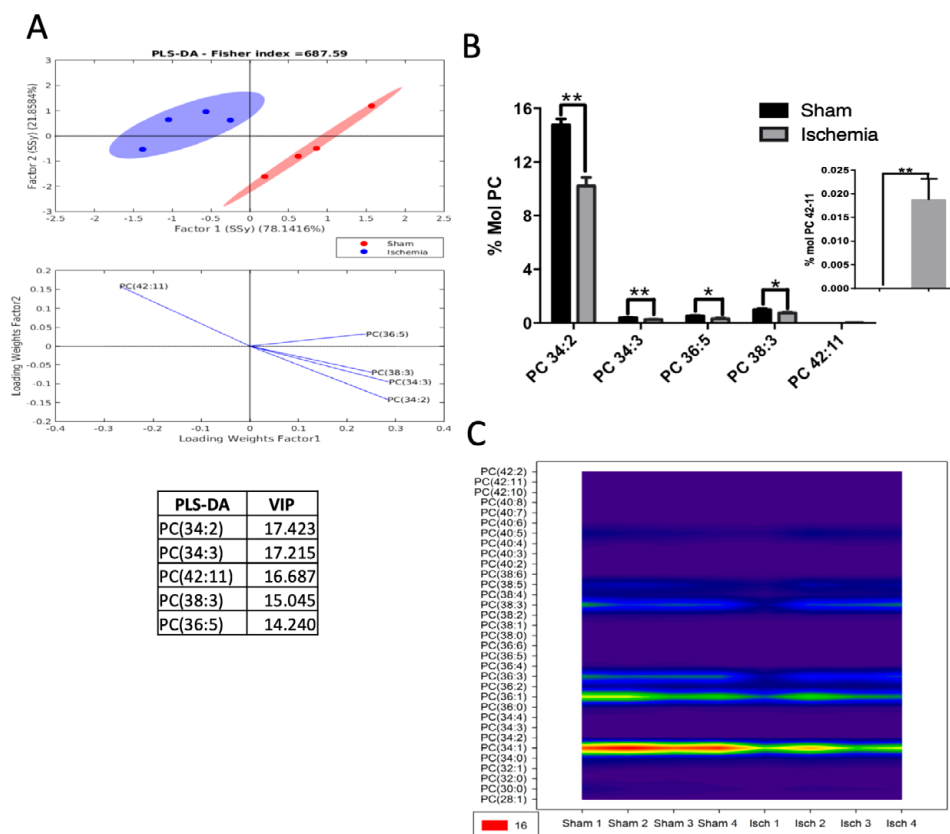 A
PLS-DA - Fisher index =687.59
Factor 2 (SSy) (21.8584%)
3
2
1
0
-1
-2
-3
-2.5 -2 -1.5 -1 -0.5 0 0.5 1 1.5 2 2.5
Factor 1 (SSy) (78.1416%)
Sham
Ischemia
Loading Weights Factor2
0.2
0.15
0.1
0.05
0
-0.05
-0.1
-0.15
-0.2
PC(42:11)
PC(36:5)
PC(38:3)
PC(34:3)
PC(34:2)
-0.4 -0.3 -0.2 -0.1 0 0.1 0.2 0.3 0.4
Loading Weights Factor1
PLS-DA VIP
PC(34:2) 17.423
PC(34:3) 17.215
PC(42:11) 16.687
PC(38:3) 15.045
PC(36:5) 14.240
B
% Mol PC
16
12
8
4
0
**
**
*
*
Sham
Ischemia
PC 34:2
PC 34:3
PC 36:5
PC 38:3
PC 42:11
% mol PC 42-11
0.025
0.020
0.015
0.010
0.005
0.000
**
C
PC(42:2)
PC(42:11)
PC(42:10)
PC(40:8)
PC(40:7)
PC(40:6)
PC(40:5)
PC(40:4)
PC(40:3)
PC(40:2)
PC(38:6)
PC(38:5)
PC(38:4)
PC(38:3)
PC(38:2)
PC(38:1)
PC(38:0)
PC(36:6)
PC(36:5)
PC(36:4)
PC(36:3)
PC(36:2)
PC(36:1)
PC(36:0)
PC(34:4)
PC(34:3)
PC(34:2)
PC(34:1)
PC(34:0)
PC(32:1)
PC(32:0)
PC(30:0)
PC(28:1)
Sham 1 Sham 2 Sham 3 Sham 4 Isch 1 Isch 2 Isch 3 Isch 4
16